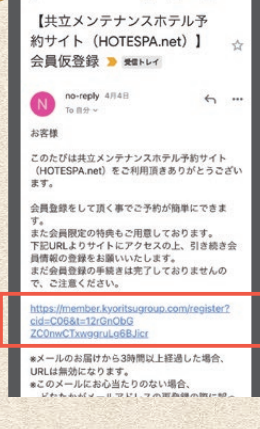 【共立メンテナンスホテル予
約サイト（HOTESPA.net）】
会員仮登録 受信トレイ
N
no-reply 4月4日
To 自分
お客様
このたびは共立メンテナンスホテル予約サイト
（HOTESPA.net）をご利用頂きありがとうござい
ます。
会員登録をして頂く事でご予約が簡単にできま
す。
また会員限定の特典もご用意しております。
下記URLよりサイトにアクセスの上、引き続き会
員情報の登録をお願いいたします。
まだ会員登録の手続きは完了しておりませんの
で、ご注意ください。
https://member.kyoritsugroup.com/register?
cid=C06&t=12rGnObG
ZC0nwCTxwggruLg6BJicr
※メールのお届けから3時間以上経過した場合、
URLは無効になります。
※このメールにお心当たりのない場合、